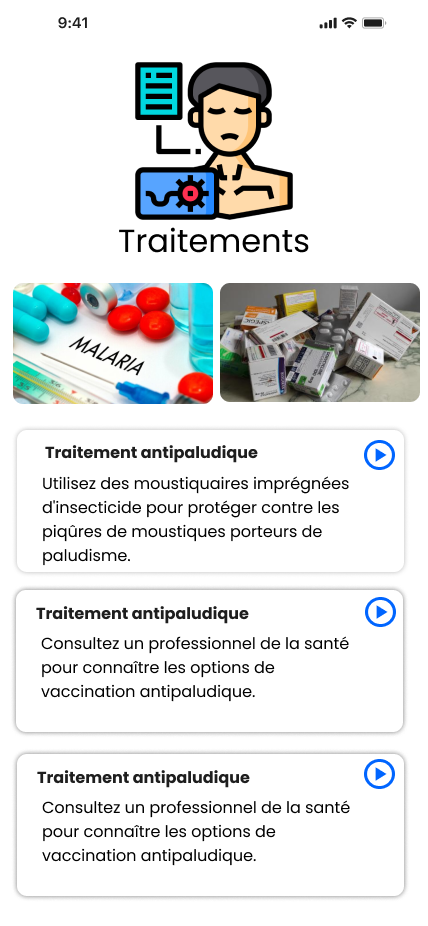 9:41
Traitements
MALARIA
Traitement antipaludique
Utilisez des moustiquaires imprégnées
d'insecticide pour protéger contre les
piqûres de moustiques porteurs de
paludisme.
Traitement antipaludique
Consultez un professionnel de la santé
pour connaître les options de
vaccination antipaludique.
Traitement antipaludique
Consultez un professionnel de la santé
pour connaître les options de
vaccination antipaludique.